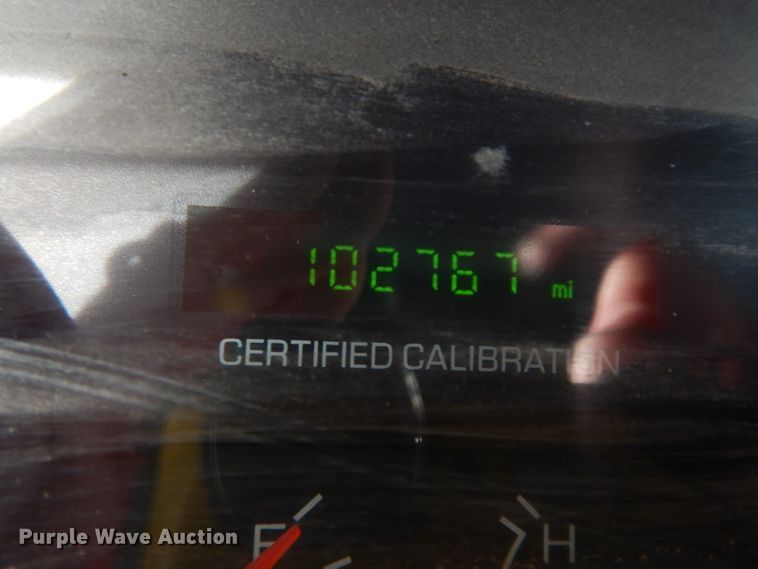 102767 mi
CERTIFIED CALIBRATION
F H
Purple Wave Auction